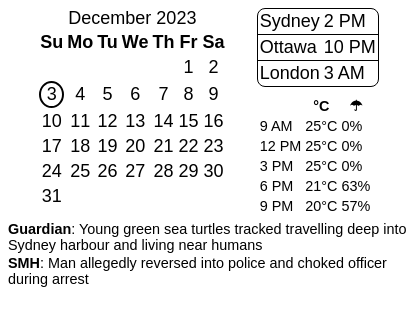 December 2023
Su Mo Tu We Th Fr Sa
1 2
3 4 5 6 7 8 9
10 11 12 13 14 15 16
17 18 19 20 21 22 23
24 25 26 27 28 29 30
31
Sydney 2 PM
Ottawa 10 PM
London 3 AM
°C ☂
9 AM 25°C 0%
12 PM 25°C 0%
3 PM 25°C 0%
6 PM 21°C 63%
9 PM 20°C 57%
Guardian: Young green sea turtles tracked travelling deep into
Sydney harbour and living near humans
SMH: Man allegedly reversed into police and choked officer
during arrest